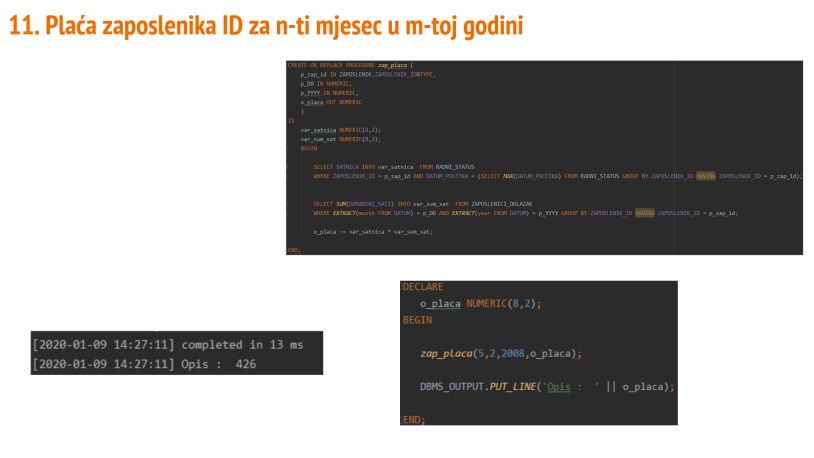 11. Plaća zaposlenika ID za n-ti mjesec u m-toj godini
CREATE OR REPLACE PROCEDURE zap_placa (
p_zap_id IN ZAPOSLENIK.ZAPOSLENIK_ID%TYPE,
p_DD IN NUMERIC,
p_YYYY IN NUMERIC,
o_placa OUT NUMERIC
)
IS
var_satnica NUMERIC(8,2);
var_sum_sat NUMERIC(8,2);
BEGIN
SELECT SATNICA INTO var_satnica FROM RADNI_STATUS
WHERE ZAPOSLENIK_ID = p_zap_id AND DATUM_POCETKA = (SELECT MAX(DATUM_POCETKA) FROM RADNI_STATUS GROUP BY ZAPOSLENIK_ID HAVING ZAPOSLENIK_ID = p_zap_id);
SELECT SUM(ODRAĐENI_SATI) INTO var_sum_sat FROM ZAPOSLENICI_DOLAZAK
WHERE EXTRACT(month FROM DATUM) = p_DD AND EXTRACT(year FROM DATUM) = p_YYYY GROUP BY ZAPOSLENIK_ID HAVING ZAPOSLENIK_ID = p_zap_id;
o_placa := var_satnica * var_sum_sat;
END;
DECLARE
o_placa NUMERIC(8,2);
BEGIN
zap_placa(5,2,2008,o_placa);
DBMS_OUTPUT.PUT_LINE('Opis :  ' || o_placa);
END;
[2020-01-09 14:27:11] completed in 13 ms
[2020-01-09 14:27:11] Opis :  426